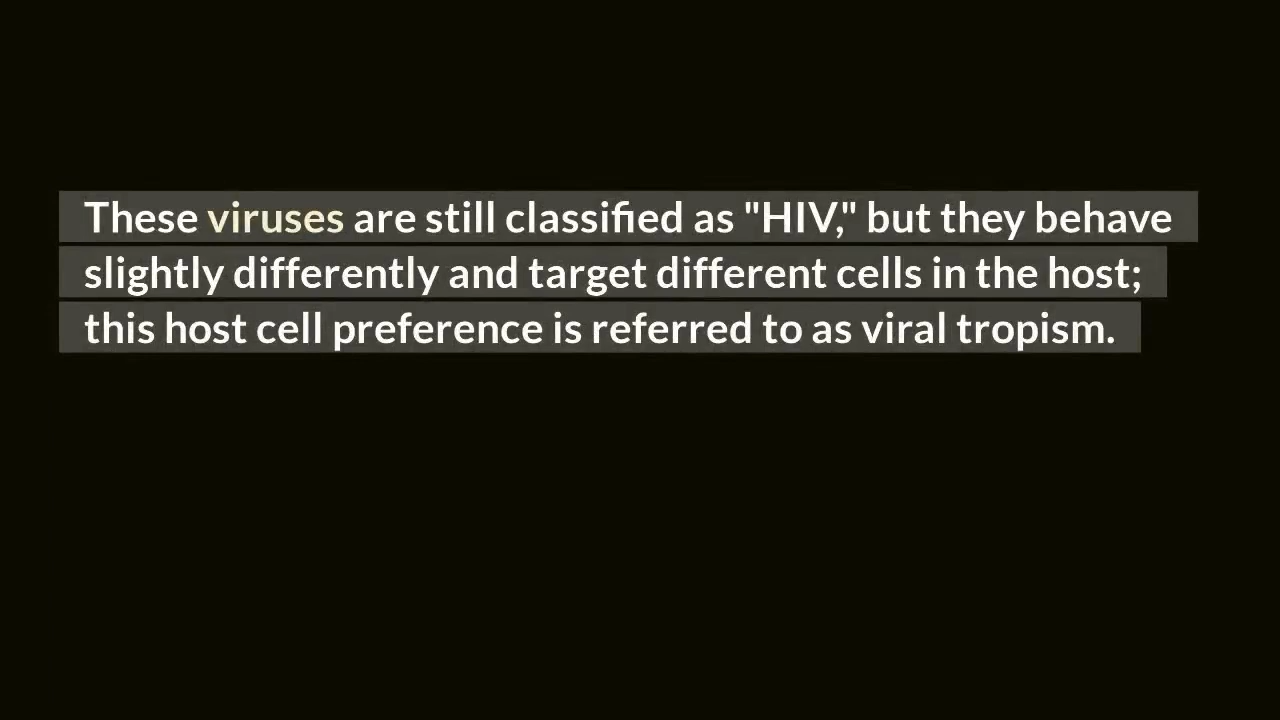 These viruses are still classified as "HIV," but they behave
slightly differently and target different cells in the host;
this host cell preference is referred to as viral tropism.